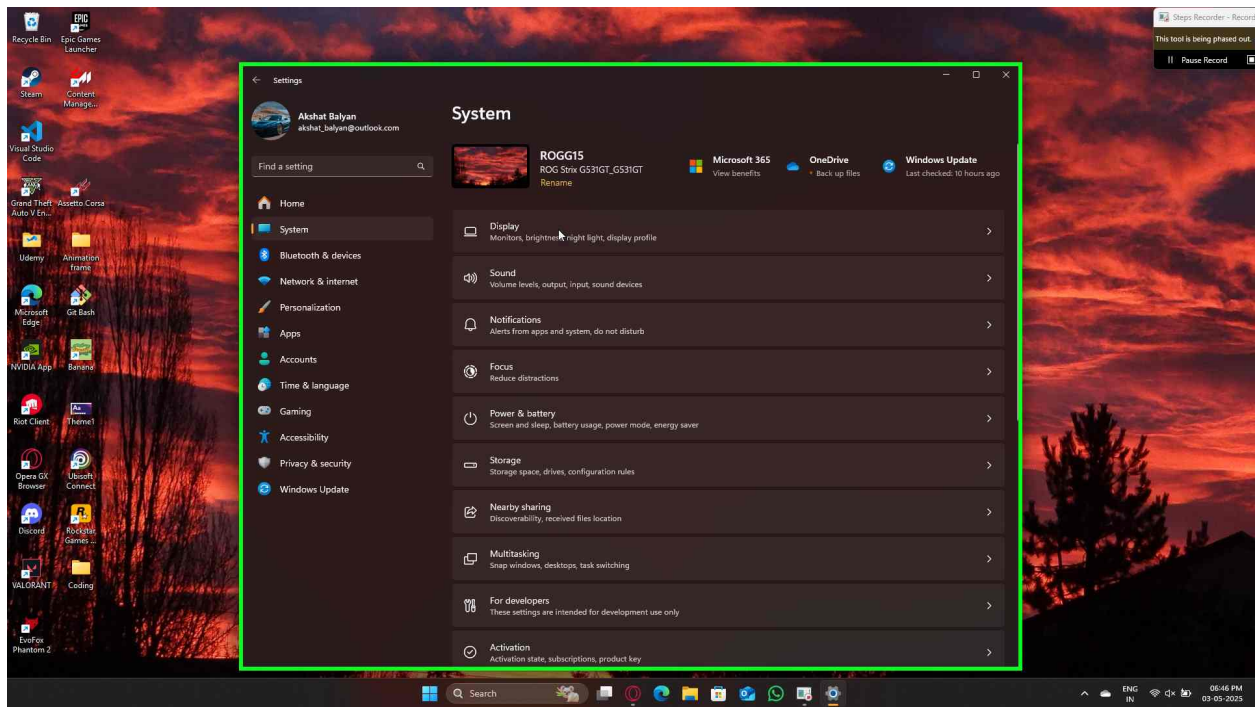 Recycle Bin
Epic Games
Launcher
Steam
Content
Manage...
Visual Studio
Code
Grand Theft
Auto V En...
Assetto Corsa
Udemy
Animation
frame
Microsoft
Edge
Git Bash
NVIDIA App
Banana
Riot Client
Theme1
Opera GX
Browser
Ubisoft
Connect
Discord
Rockstar
Games ...
VALORANT
Coding
EvoFox
Phantom 2
Steps Recorder - Record
This tool is being phased out.
Pause Record
Settings
Akshat Balyan
akshat_balyan@outlook.com
Find a setting
Home
System
Bluetooth & devices
Network & internet
Personalization
Apps
Accounts
Time & language
Gaming
Accessibility
Privacy & security
Windows Update
System
ROGG15
ROG Strix G531GT_G531GT
Rename
Microsoft 365
View benefits
OneDrive
• Back up files
Windows Update
Last checked: 10 hours ago
Display
Monitors, brightness, night light, display profile
Sound
Volume levels, output, input, sound devices
Notifications
Alerts from apps and system, do not disturb
Focus
Reduce distractions
Power & battery
Screen and sleep, battery usage, power mode, energy saver
Storage
Storage space, drives, configuration rules
Nearby sharing
Discoverability, received files location
Multitasking
Snap windows, desktops, task switching
For developers
These settings are intended for development use only
Activation
Activation state, subscriptions, product key
Search
ENG
IN
06:46 PM
03-05-2025